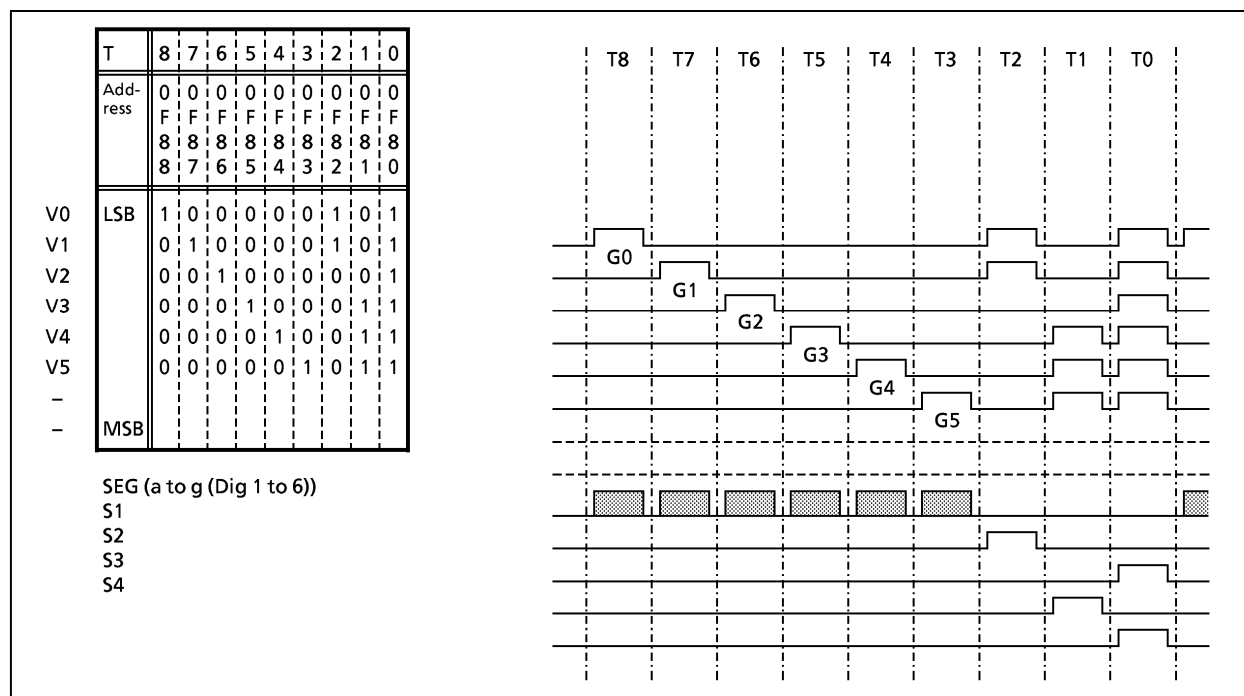 T 8 7 6 5 4 3 2 1 0
Add-
ress
0 0 0 0 0 0 0 0 0
F F F F F F F F F
8 8 8 8 8 8 8 8 8
8 7 6 5 4 3 2 1 0
V0 LSB 1 0 0 0 0 0 1 0 1
V1 0 1 0 0 0 0 1 0 1
V2 0 0 1 0 0 0 0 0 1
V3 0 0 0 1 0 0 0 1 1
V4 0 0 0 0 1 0 0 1 1
V5 0 0 0 0 0 1 0 1 1
–
– MSB
SEG (a to g (Dig 1 to 6))
S1
S2
S3
S4
T8 T7 T6 T5 T4 T3 T2 T1 T0
G0
G1
G2
G3
G4
G5